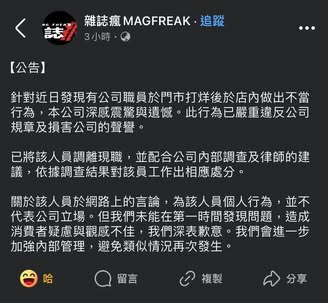 雜誌瘋 MAGFREAK · 追蹤
3小時 ·
【公告】
針對近日發現有公司職員於門市打烊後於店內做出不當
行為，本公司深感震驚與遺憾。此行為已嚴重違反公司
規章及損害公司的聲譽。
已將該人員調離現職，並配合公司內部調查及律師的建
議，依據調查結果對該員工作出相應處分。
關於該人員於網路上的言論，為該人員個人行為，並不
代表公司立場。但我們未能在第一時間發現問題，造成
消費者疑慮與觀感不佳，我們深表歉意。我們會進一步
加強內部管理，避免類似情況再次發生。
哈 留言 複製 分享